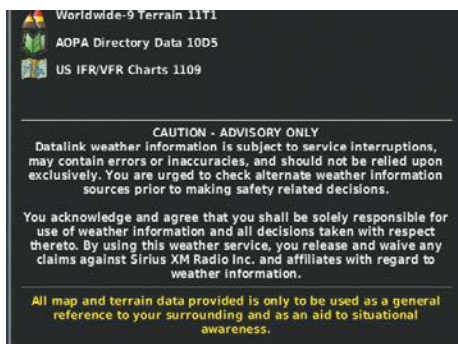 Worldwide-9 Terrain 11T1
AOPA Directory Data 10D5
US IFR/VFR Charts 1109
CAUTION - ADVISORY ONLY
Datalink weather information is subject to service interruptions,
may contain errors or inaccuracies, and should not be relied upon
exclusively. You are urged to check alternate weather information
sources prior to making safety related decisions.
You acknowledge and agree that you shall be solely responsible for
use of weather information and all decisions taken with respect
thereto. By using this weather service, you release and waive any
claims against Sirius XM Radio Inc. and affiliates with regard to
weather information.
All map and terrain data provided is only to be used as a general
reference to your surrounding and as an aid to situational
awareness.